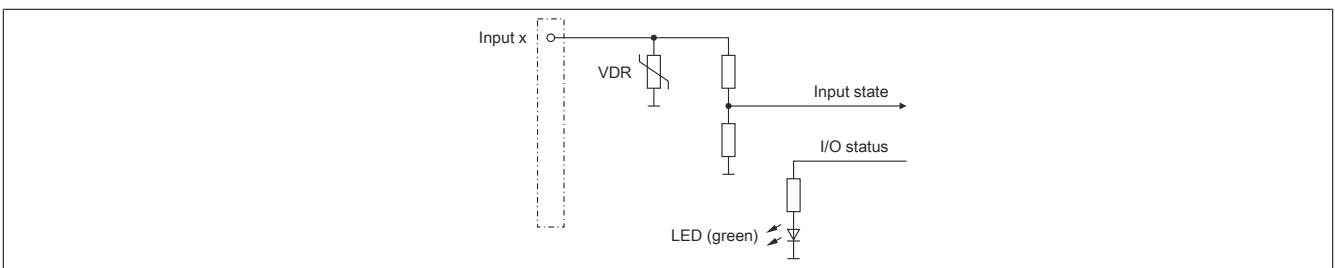 Input x
VDR
Input state
I/O status
LED (green)